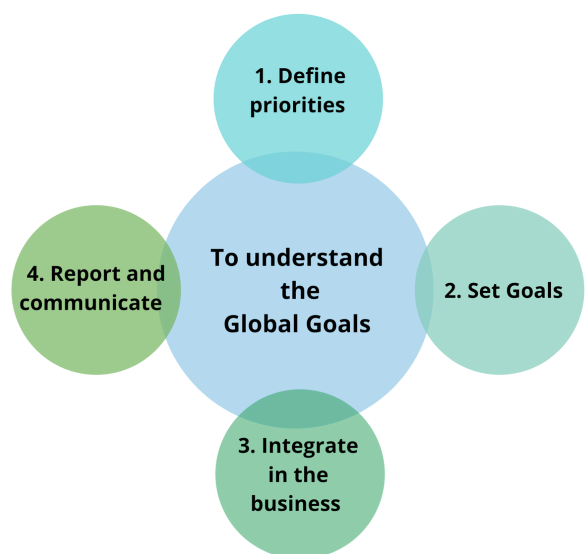 1. Define
priorities
To understand
the
Global Goals
2. Set Goals
3. Integrate
in the
business
4. Report and
communicate